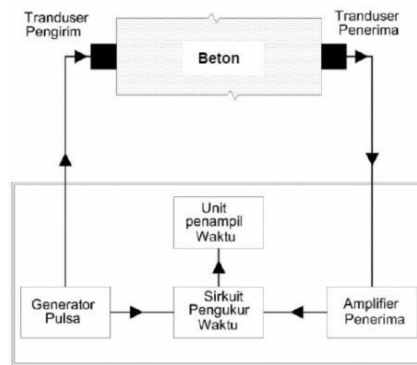 Tranduser
Pengirim
Tranduser
Penerima
Beton
Unit
penampil
Waktu
Generator
Pulsa
Sirkuit
Pengukur
Waktu
Amplifier
Penerima